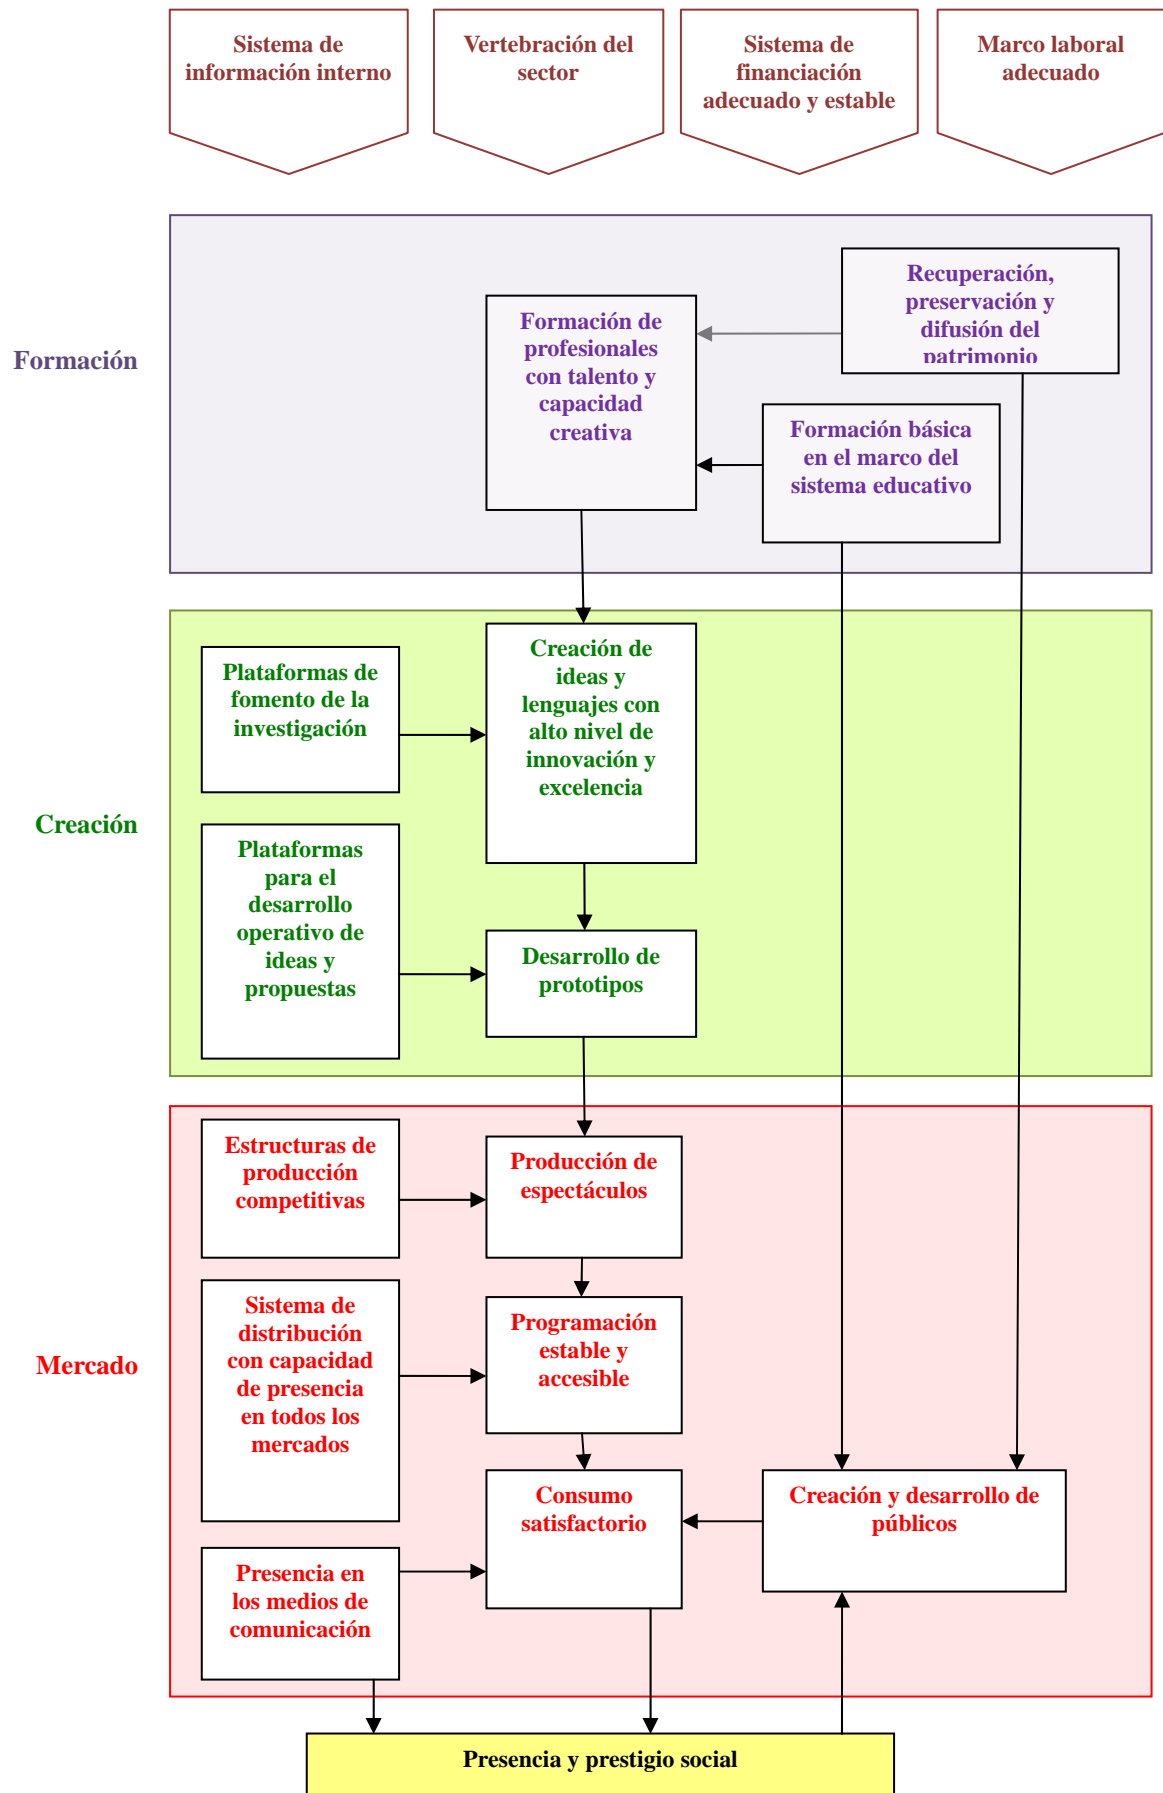 Sistema de
información interno
Vertebración del
sector
Sistema de
financiación
adecuado y estable
Marco laboral
adecuado
Formación
Recuperación,
preservación y
difusión del
patrimonio
Formación de
profesionales
con talento y
capacidad
creativa
Formación básica
en el marco del
sistema educativo
Creación
Plataformas de
fomento de la
investigación
Creación de
ideas y
lenguajes con
alto nivel de
innovación y
excelencia
Plataformas
para el
desarrollo
operativo de
ideas y
propuestas
Desarrollo de
prototipos
Mercado
Estructuras de
producción
competitivas
Producción de
espectáculos
Sistema de
distribución
con capacidad
de presencia
en todos los
mercados
Programación
estable y
accesible
Consumo
satisfactorio
Creación y desarrollo de
públicos
Presencia en
los medios de
comunicación
Presencia y prestigio social